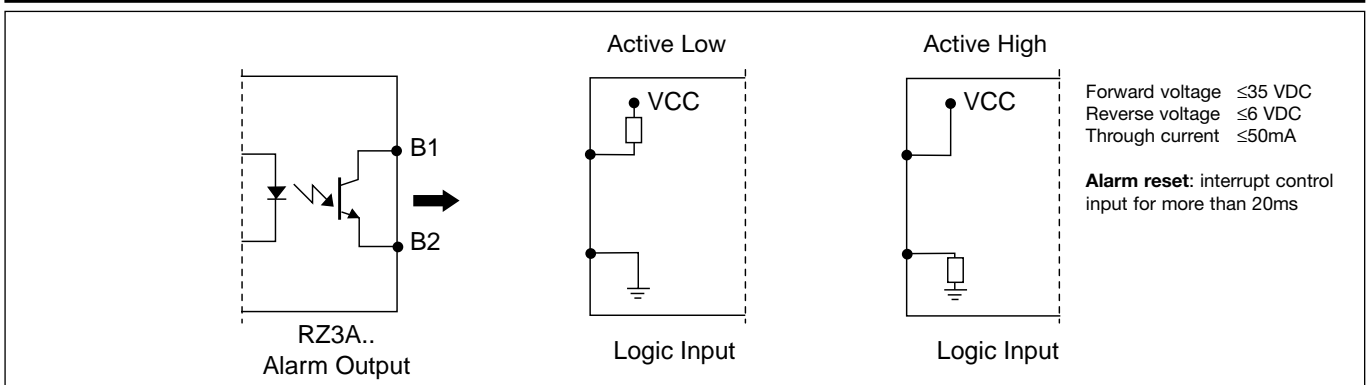 Active Low
Active High
VCC
VCC
Forward voltage ≤35 VDC
Reverse voltage ≤6 VDC
Through current ≤50mA
B1
Alarm reset: interrupt control
input for more than 20ms
B2
RZ3A..
Alarm Output
Logic Input
Logic Input